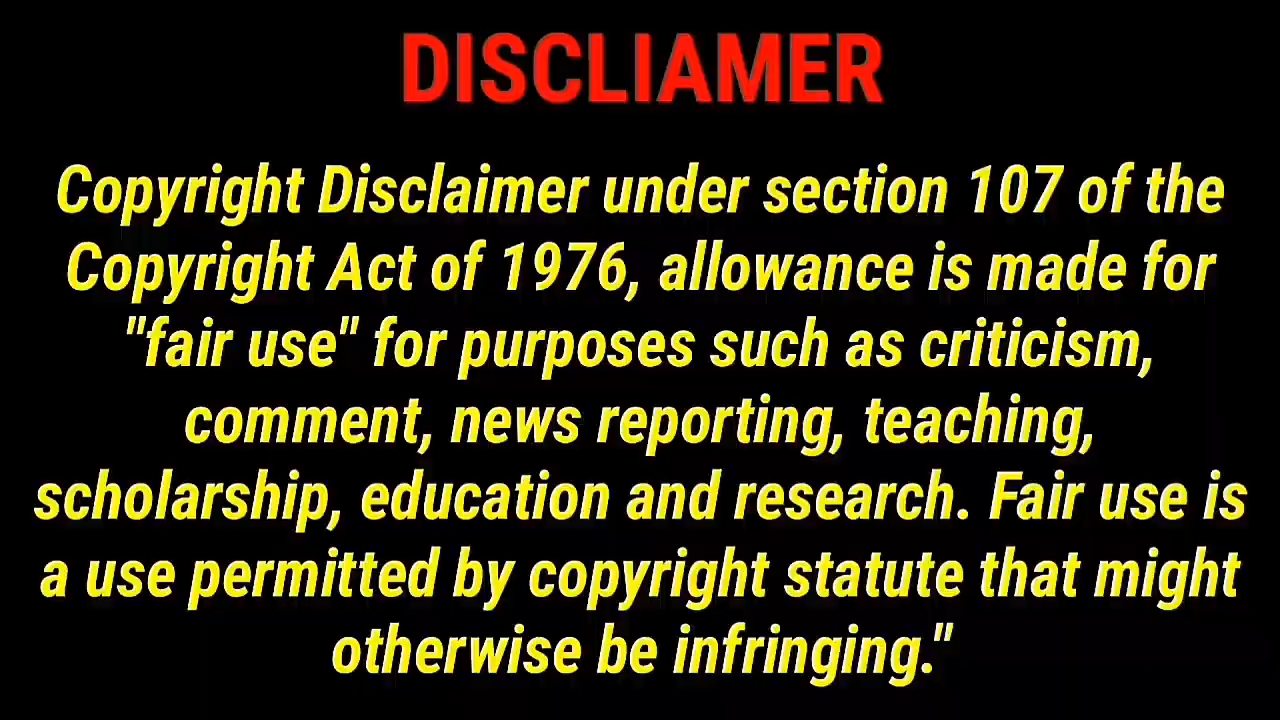 DISCLIAMER
Copyright Disclaimer under section 107 of the
Copyright Act of 1976, allowance is made for
"fair use" for purposes such as criticism,
comment, news reporting, teaching,
scholarship, education and research. Fair use is
a use permitted by copyright statute that might
otherwise be infringing."